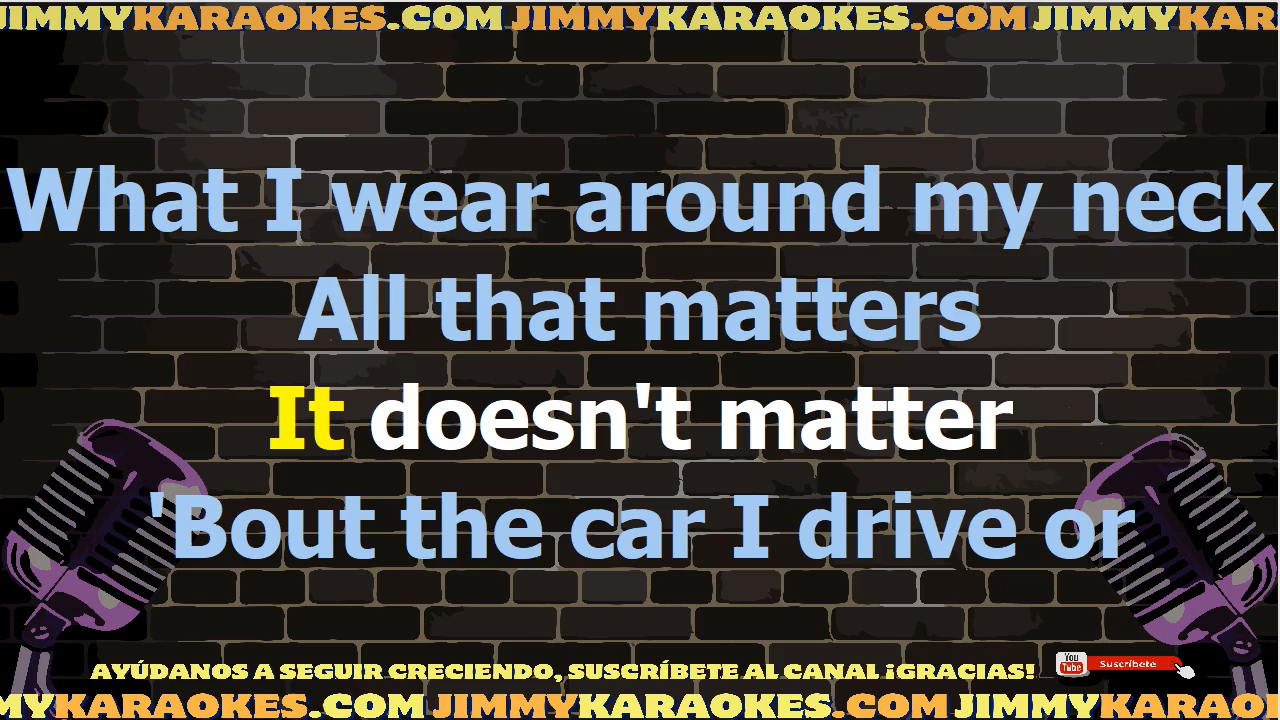 JIMMYKARAOKES.COM JIMMYKARAOKES.COM JIMMYKAR
What I wear around my neck
All that matters
It doesn't matter
'Bout the car I drive or
AYÚDANOS A SEGUIR CRECIENDO, SUSCRÍBETE AL CANAL ¡GRACIAS!
You Tube Suscríbete
MYKARAOKES.COM JIMMYKARAOKES.COM JIMMYKARAO